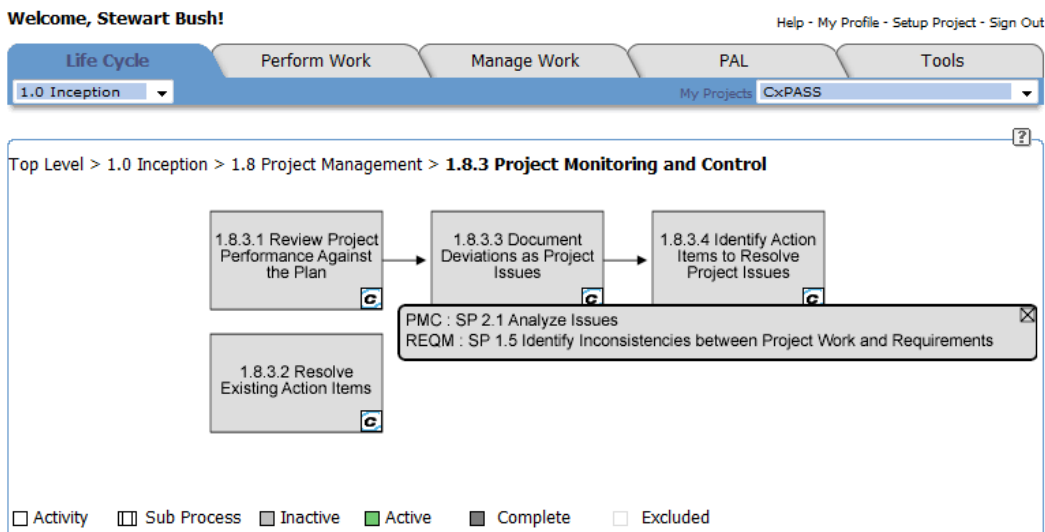 Welcome, Stewart Bush!
Help - My Profile - Setup Project - Sign Out
Life Cycle
Perform Work
Manage Work
PAL
Tools
1.0 Inception
My Projects CxPASS
?
Top Level > 1.0 Inception > 1.8 Project Management > 1.8.3 Project Monitoring and Control
1.8.3.1 Review Project
Performance Against
the Plan
C
1.8.3.3 Document
Deviations as Project
Issues
C
1.8.3.4 Identify Action
Items to Resolve
Project Issues
C
PMC : SP 2.1 Analyze Issues
REQM : SP 1.5 Identify Inconsistencies between Project Work and Requirements
1.8.3.2 Resolve
Existing Action Items
C
Activity
Sub Process
Inactive
Active
Complete
Excluded